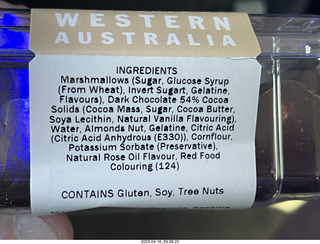 WESTERN
AUSTRALIA
INGREDIENTS
Marshmallows (Sugar, Glucose Syrup
(From Wheat), Invert Sugart, Gelatine,
Flavours), Dark Chocolate 54% Cocoa
Solids (Cocoa Mass, Sugar, Cocoa Butter,
Soya Lecithin, Natural Vanilla Flavouring),
Water, Almonds Nut, Gelatine, Citric Acid
(Citric Acid Anhydrous (E330)), Cornflour,
Potassium Sorbate (Preservative),
Natural Rose Oil Flavour, Red Food
Colouring (124)
CONTAINS Gluten, Soy, Tree Nuts
2023-04-19_09:38:23